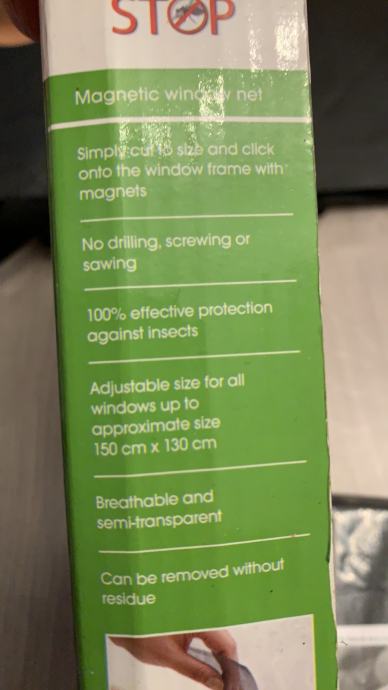 STOP
Magnetic window net
Simply cut to size and click
onto the window frame with
magnets
No drilling, screwing or
sawing
100% effective protection
against insects
Adjustable size for all
windows up to
approximate size
150 cm x 130 cm
Breathable and
semi-transparent
Can be removed without
residue